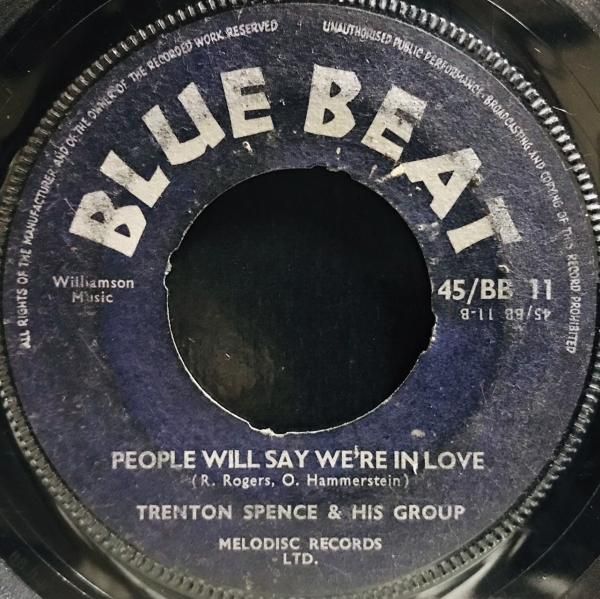 ALL RIGHTS OF THE MANUFACTURER AND OF THE OWNER OF THE RECORDED WORK RESERVED
UNAUTHORISED PUBLIC PERFORMANCE, BROADCASTING AND COPYING OF THIS RECORD PROHIBITED
BLUE BEAT
Williamson
Music
45/BB 11
45/BB 11-B
PEOPLE WILL SAY WE'RE IN LOVE
(R. Rogers, O. Hammerstein)
TRENTON SPENCE & HIS GROUP
MELODISC RECORDS
LTD.